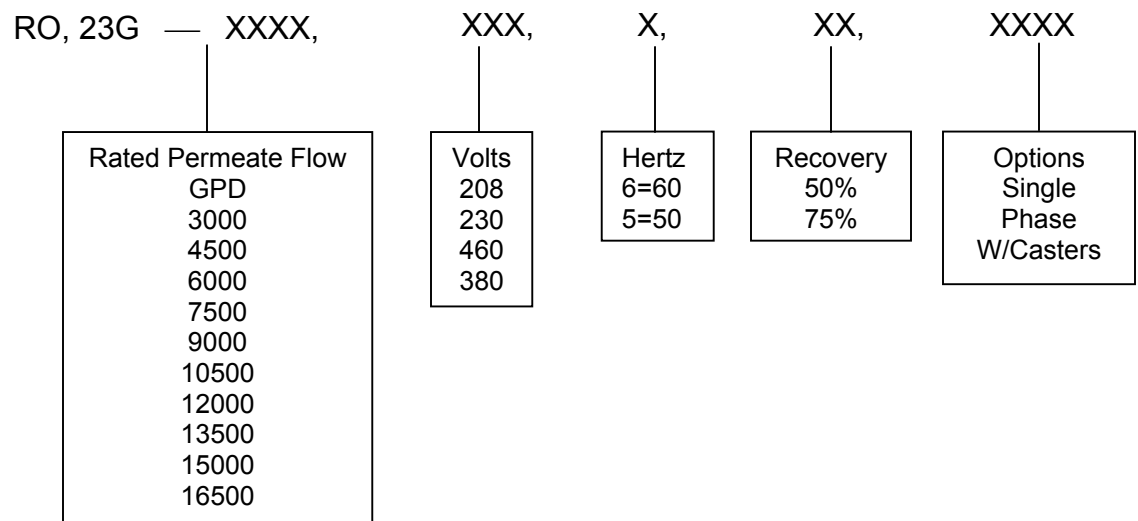 RO, 23G — XXXX, XXX, X, XX, XXXX
Rated Permeate Flow
GPD
3000
4500
6000
7500
9000
10500
12000
13500
15000
16500
Volts
208
230
460
380
Hertz
6=60
5=50
Recovery
50%
75%
Options
Single
Phase
W/Casters